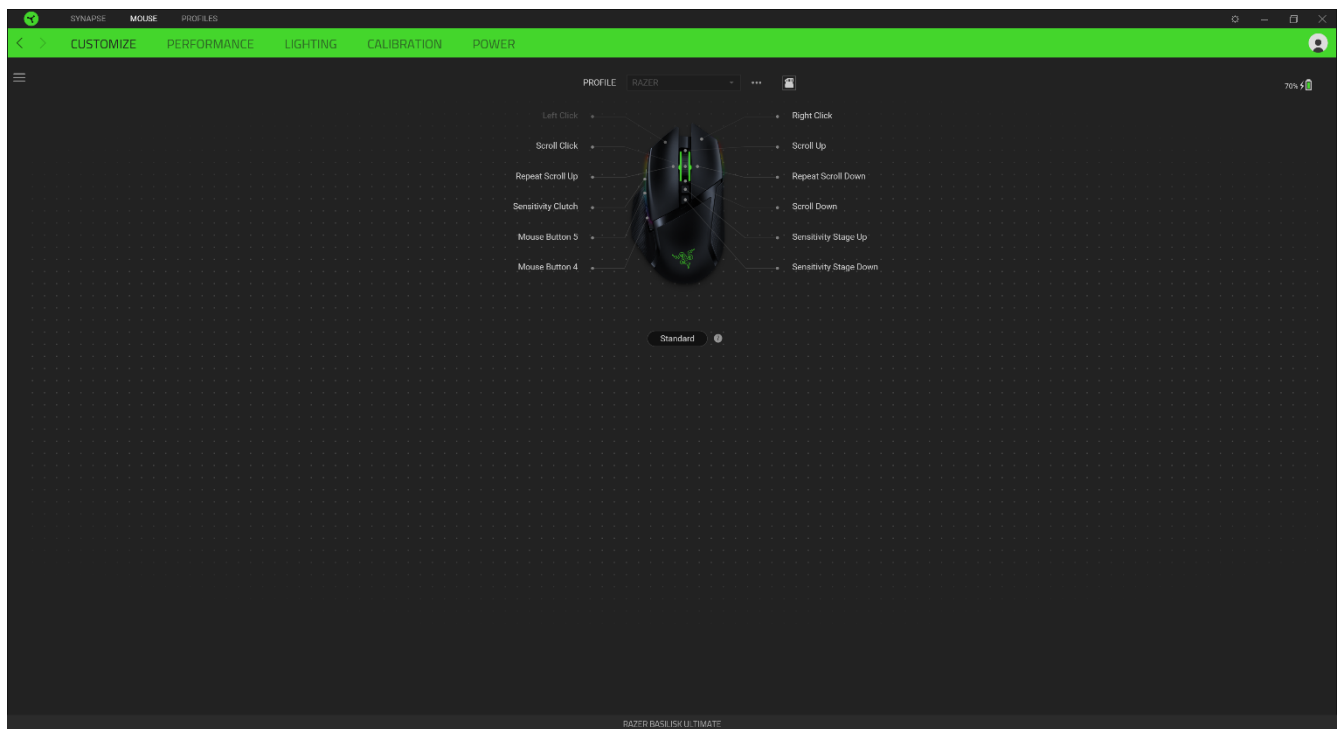 SYNAPSE MOUSE PROFILES
CUSTOMIZE PERFORMANCE LIGHTING CALIBRATION POWER
PROFILE RAZER
70%
Left Click Right Click
Scroll Click Scroll Up
Repeat Scroll Up Repeat Scroll Down
Sensitivity Clutch Scroll Down
Mouse Button 5 Sensitivity Stage Up
Mouse Button 4 Sensitivity Stage Down
Standard
RAZER BASILISK ULTIMATE